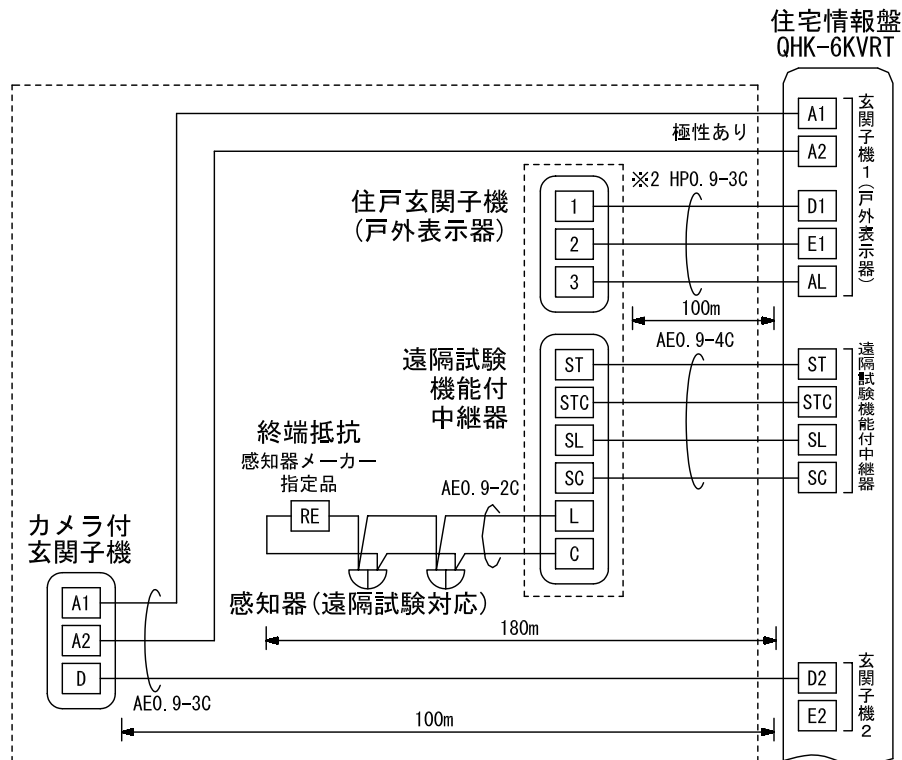 住宅情報盤
QHK-6KVRT
A1
A2
極性あり
玄関子機1(戸外表示器)
※2 HP0.9-3C
住戸玄関子機
(戸外表示器)
1
2
3
D1
E1
AL
100m
AE0.9-4C
遠隔試験
機能付
中継器
ST
STC
SL
SC
L
C
ST
STC
SL
SC
遠隔試験機能付中継器
終端抵抗
感知器メーカー
指定品
RE
AE0.9-2C
感知器(遠隔試験対応)
180m
カメラ付
玄関子機
A1
A2
D
AE0.9-3C
100m
D2
E2
玄関子機2